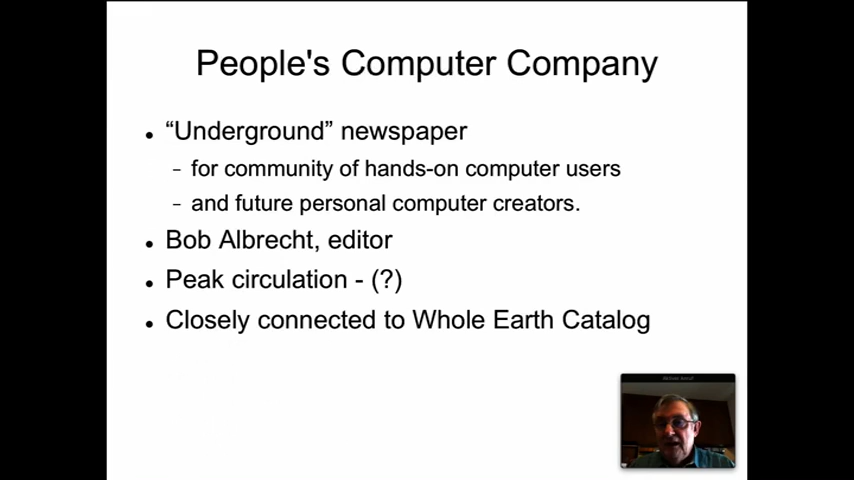 People's Computer Company
• “Underground” newspaper
– for community of hands-on computer users
– and future personal computer creators.
• Bob Albrecht, editor
• Peak circulation - (?)
• Closely connected to Whole Earth Catalog